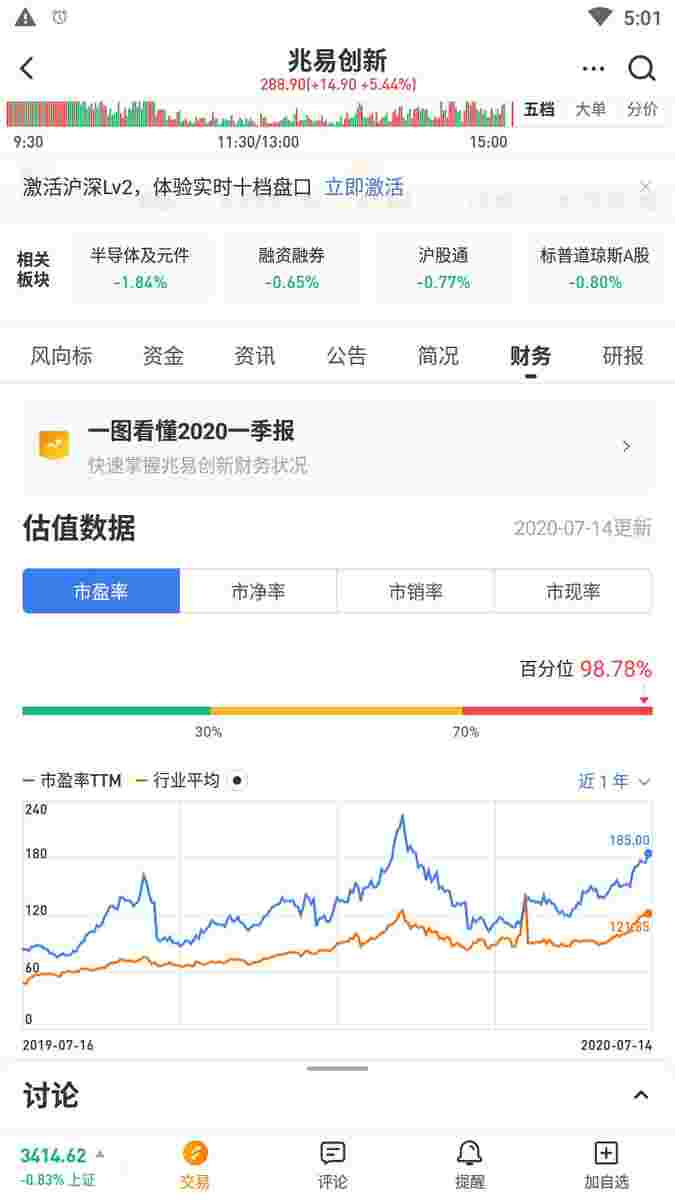 5:01
兆易创新
288.90(+14.90 +5.44%)
五档 大单 分价
9:30 11:30/13:00 15:00
激活沪深Lv2，体验实时十档盘口 立即激活
相关板块
半导体及元件 融资融券 沪股通 标普道琼斯A股
-1.84% -0.65% -0.77% -0.80%
风向标 资金 资讯 公告 简况 财务 研报
一图看懂2020一季报
快速掌握兆易创新财务状况
估值数据 2020-07-14更新
市盈率 市净率 市销率 市现率
百分位 98.78%
30% 70%
市盈率TTM 行业平均 近1年
240
180
120
60
0
185.00
121.85
2019-07-16 2020-07-14
讨论
3414.62
-0.83% 上证
交易 评论 提醒 加自选